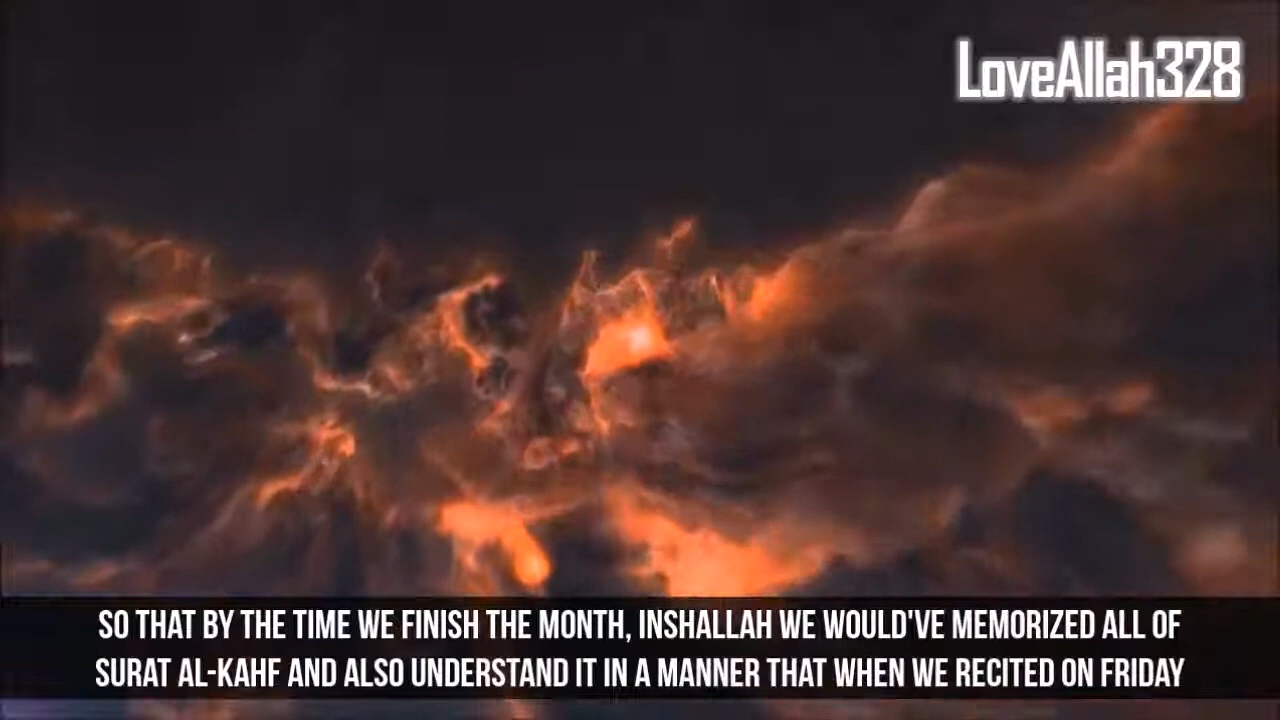 LoveAllah328
SO THAT BY THE TIME WE FINISH THE MONTH, INSHALLAH WE WOULD'VE MEMORIZED ALL OF
SURAT AL-KAHF AND ALSO UNDERSTAND IT IN A MANNER THAT WHEN WE RECITED ON FRIDAY